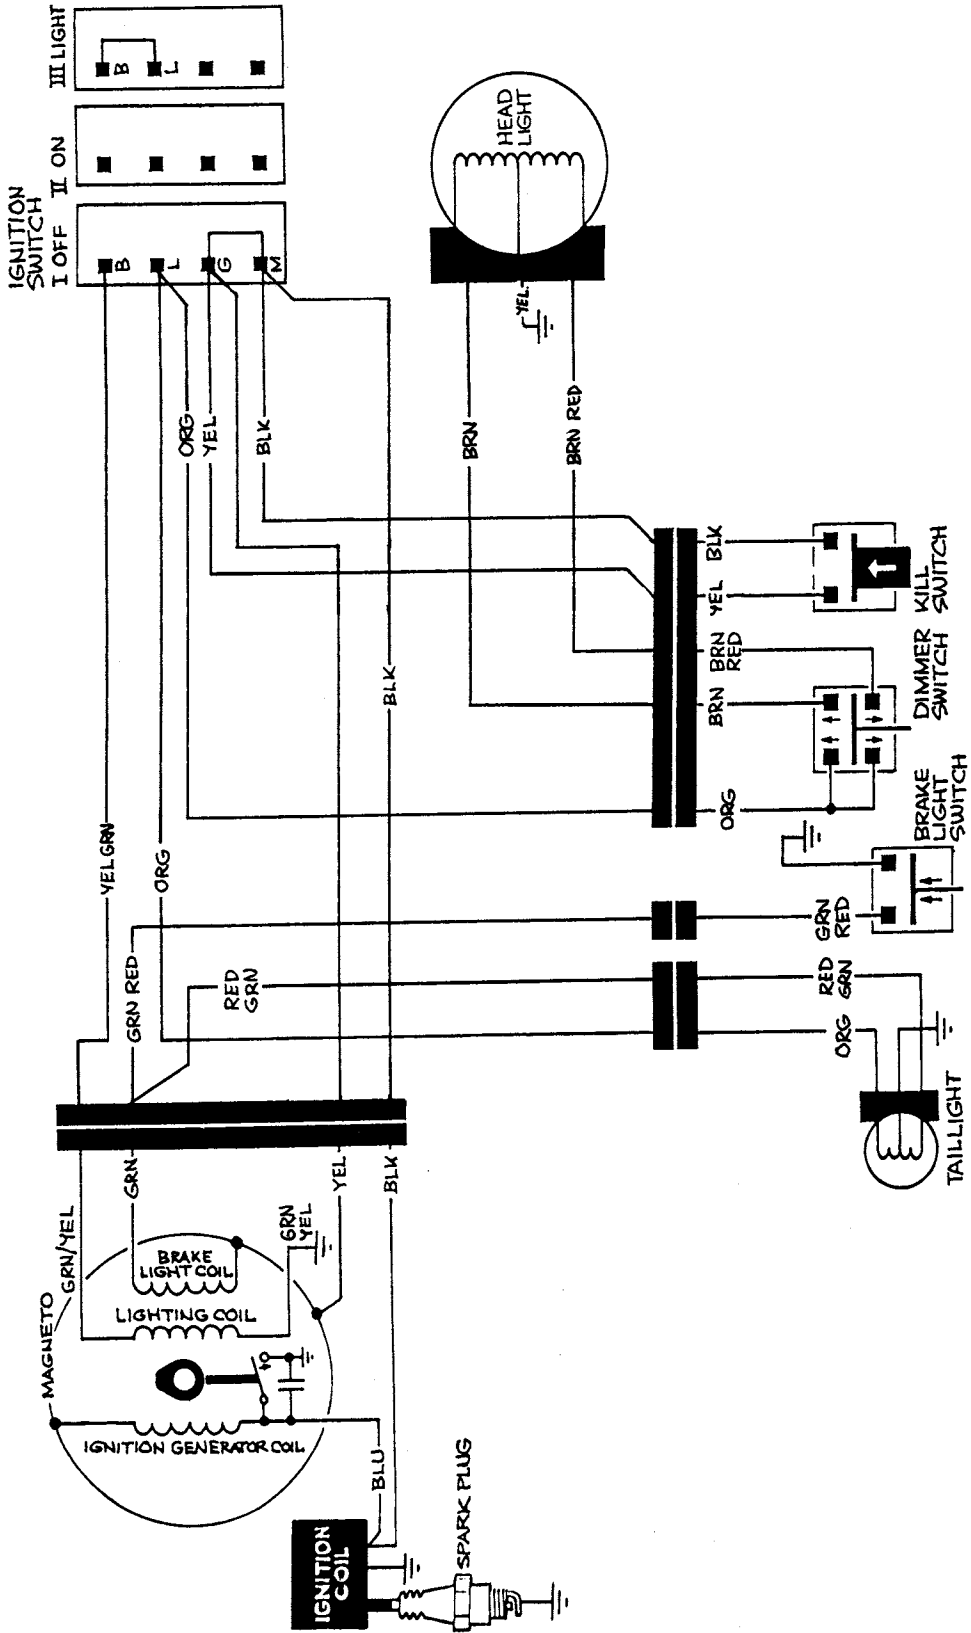 IGNITION
SWITCH
I OFF
II ON
III LIGHT
B
L
G
M
B
L
HEAD
LIGHT
YEL
ORG
YEL
BLK
BRN
BRN RED
BLK
YEL GRN
ORG
GRN RED
RED
GRN
BLK
YEL
BRN
RED
BRN
ORG
KILL
SWITCH
DIMMER
SWITCH
BRAKE
LIGHT
SWITCH
GRN
RED
RED
GRN
ORG
TAILLIGHT
GRN/YEL
GRN
YEL
BLK
GRN
YEL
MAGNETO
BRAKE
LIGHT COIL
LIGHTING COIL
IGNITION GENERATOR COIL
BLU
IGNITION
COIL
SPARK PLUG